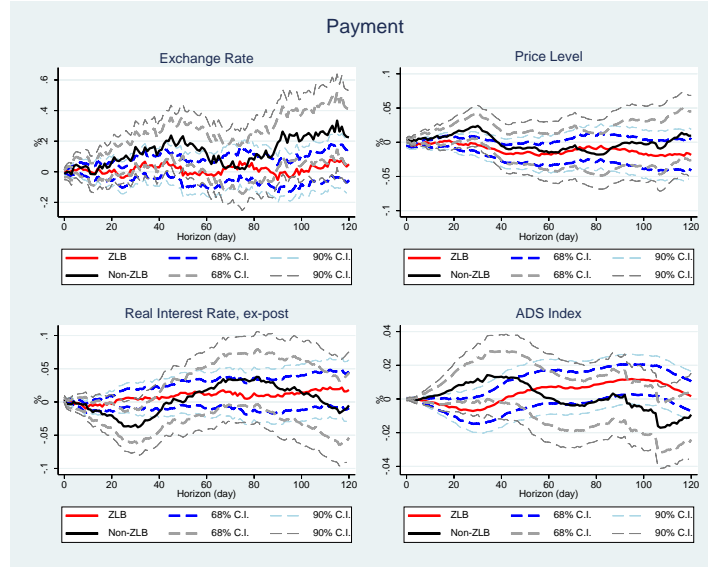 Payment
Exchange Rate
%
.6
.4
.2
0
-.2
0 20 40 60 80 100 120
Horizon (day)
ZLB 68% C.I. 90% C.I.
Non-ZLB 68% C.I. 90% C.I.
Price Level
%
.1
.05
0
-.05
-.1
0 20 40 60 80 100 120
Horizon (day)
ZLB 68% C.I. 90% C.I.
Non-ZLB 68% C.I. 90% C.I.
Real Interest Rate, ex-post
%
.1
.05
0
-.05
-.1
0 20 40 60 80 100 120
Horizon (day)
ZLB 68% C.I. 90% C.I.
Non-ZLB 68% C.I. 90% C.I.
ADS Index
%
.04
.02
0
-.02
-.04
0 20 40 60 80 100 120
Horizon (day)
ZLB 68% C.I. 90% C.I.
Non-ZLB 68% C.I. 90% C.I.